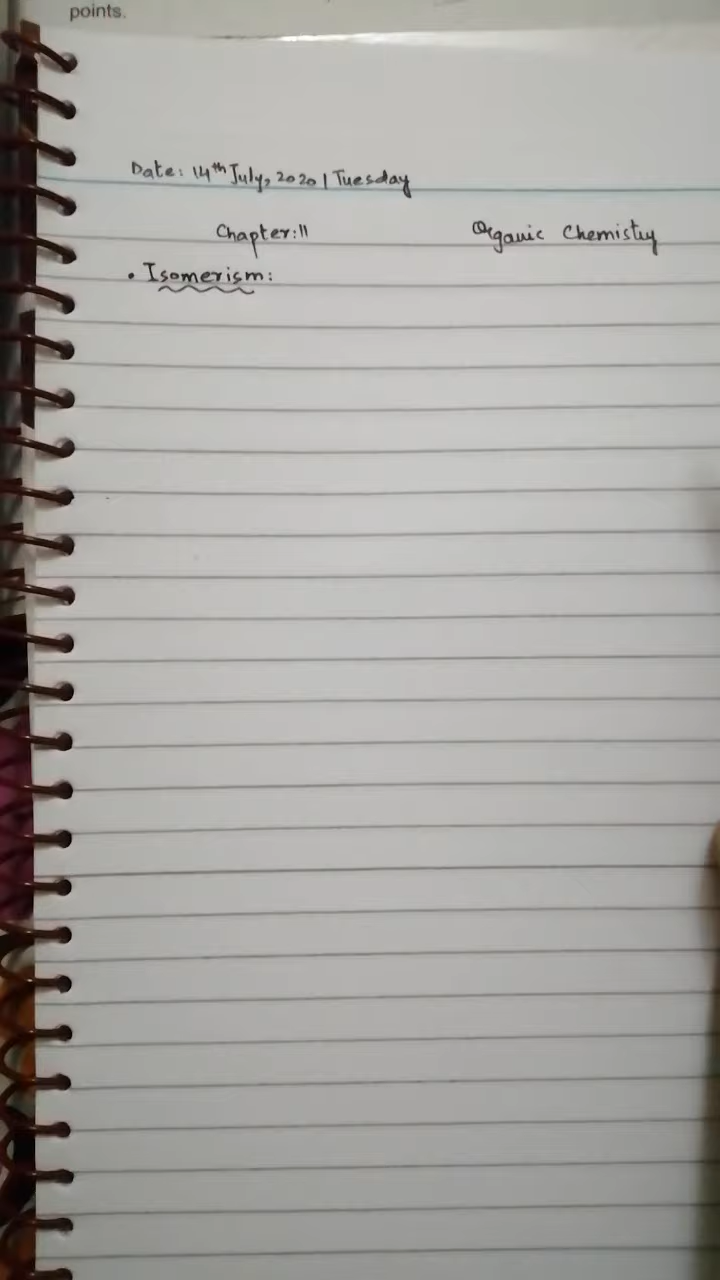 points.
Date: 14th July, 2020 | Tuesday
Chapter:11 Organic Chemistry
• Isomerism: